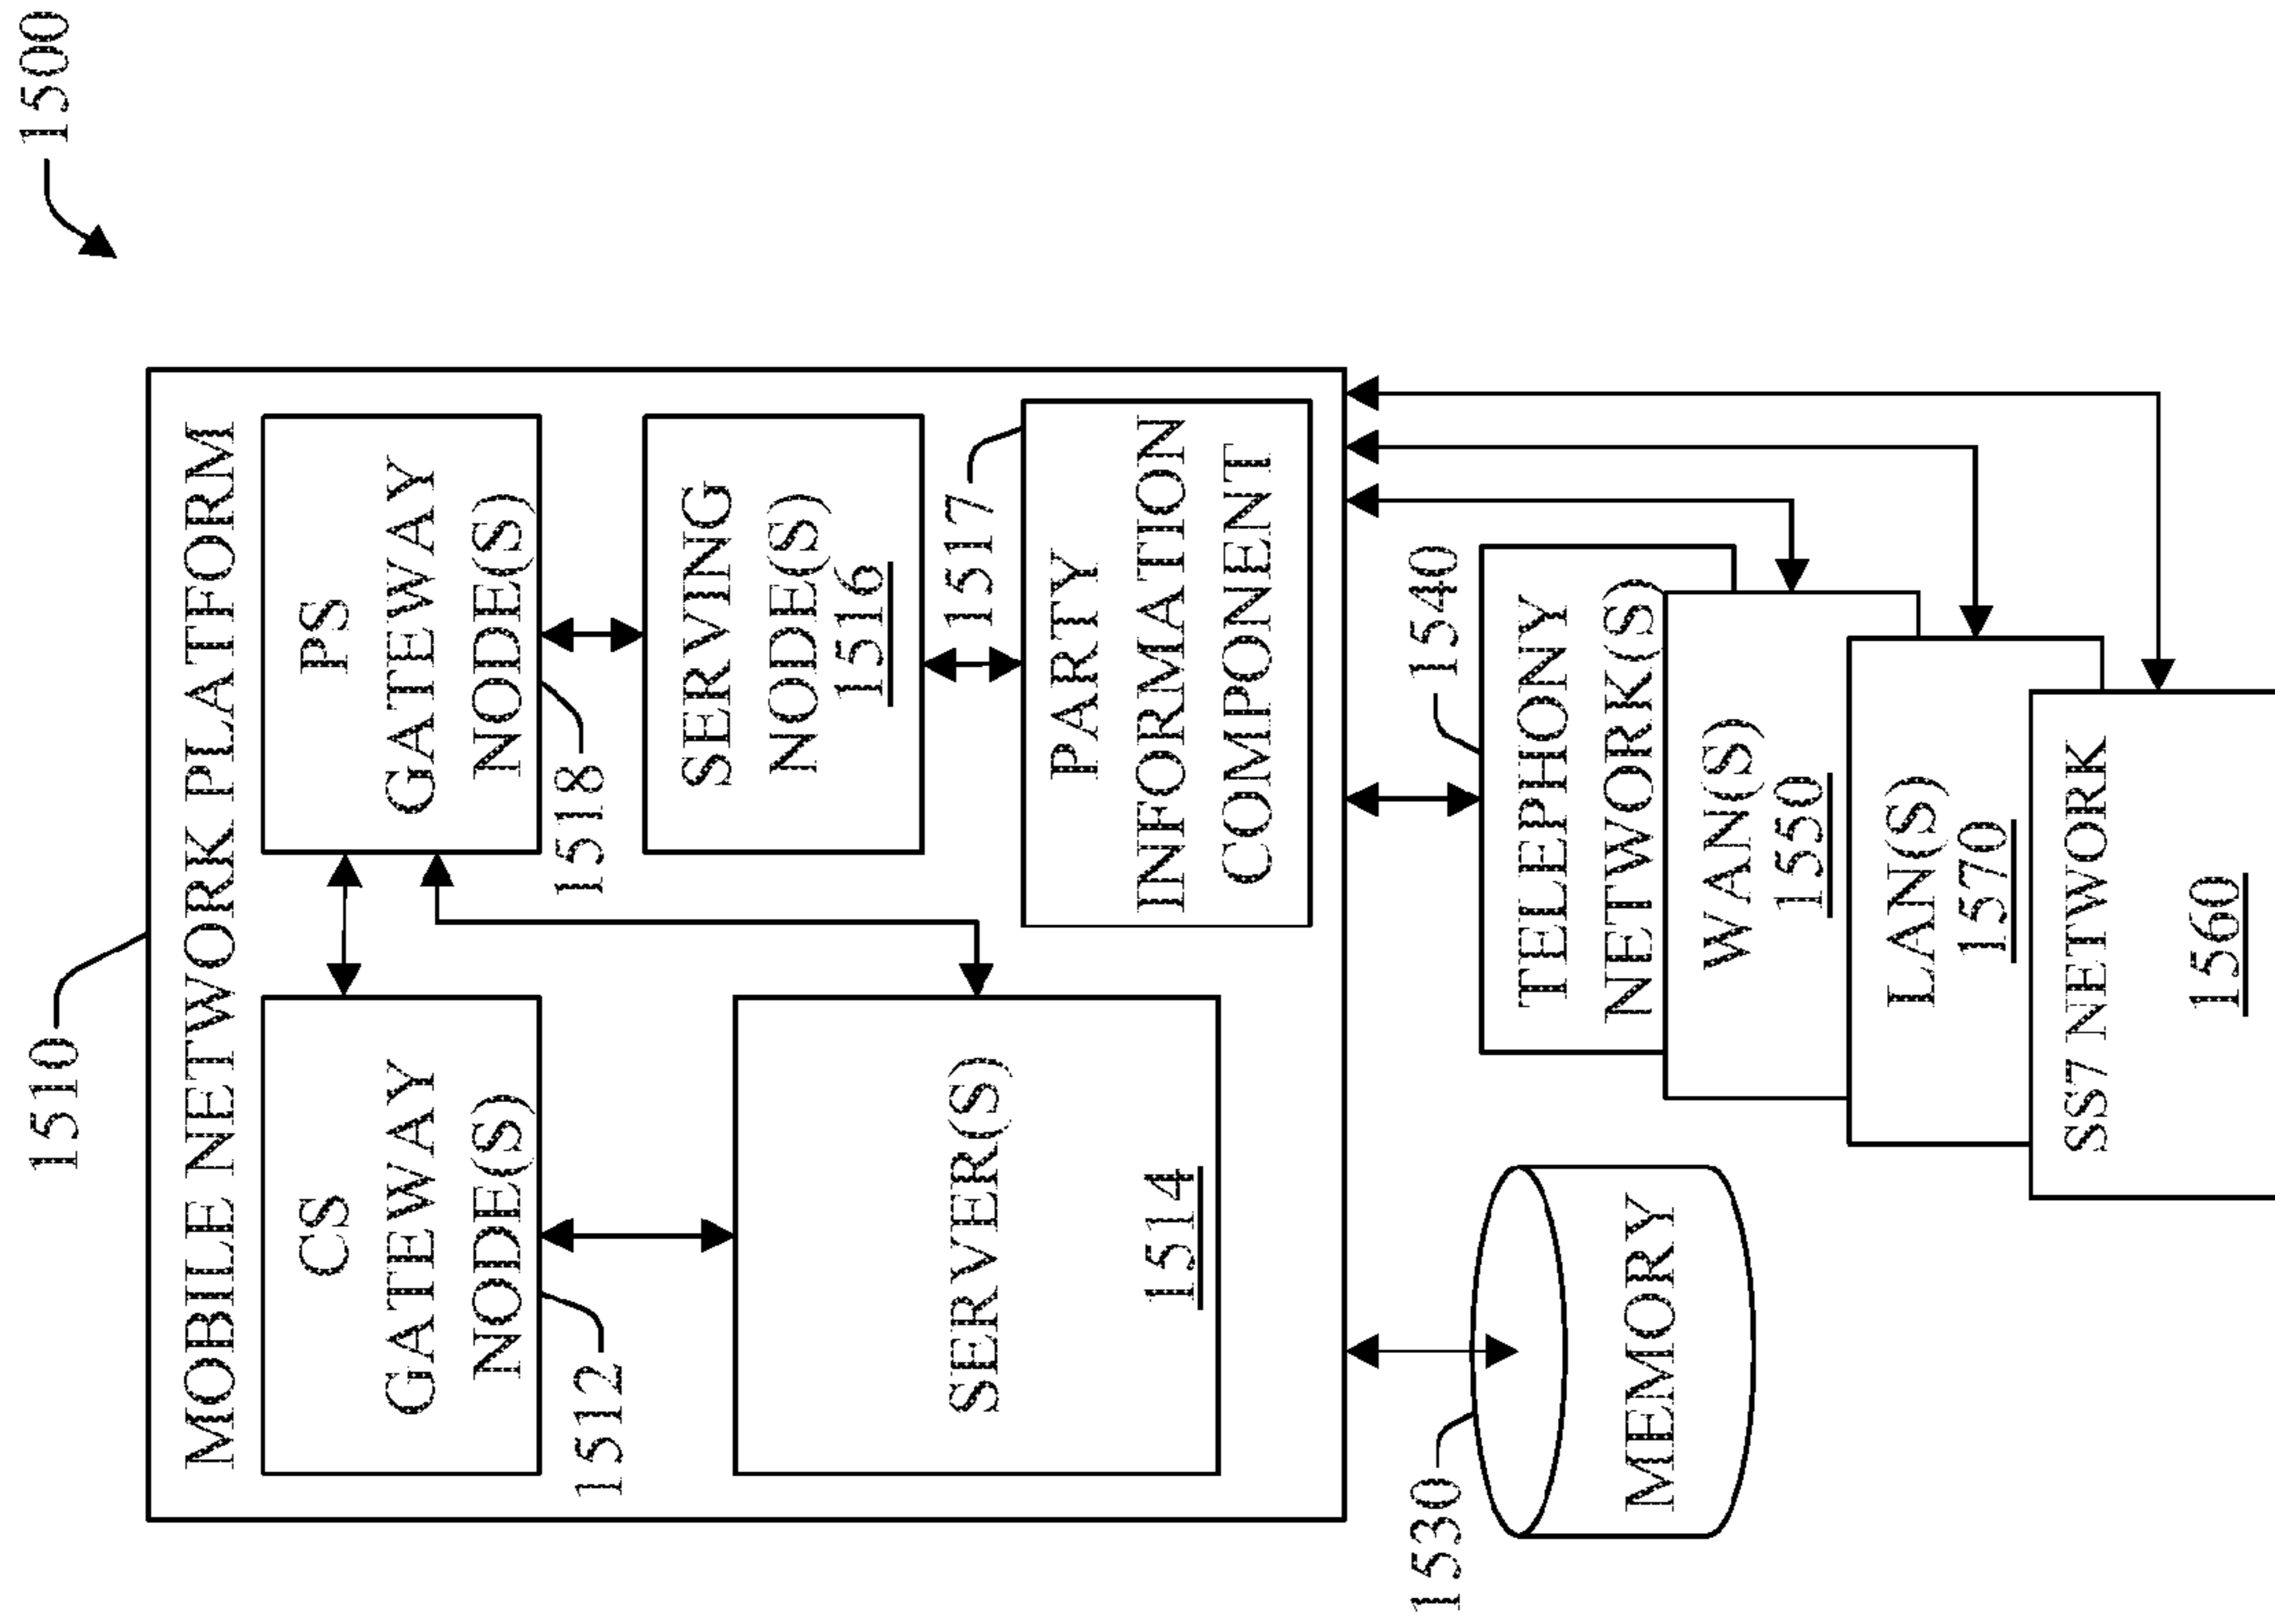 1500
1510
MOBILE NETWORK PLATFORM
CS
GATEWAY
NODE(S)
1512
PS
GATEWAY
NODE(S)
1518
SERVER(S)
1514
SERVING
NODE(S)
1516
1517
PARTY
INFORMATION
COMPONENT
1530
MEMORY
1540
TELEPHONY
NETWORK(S)
WAN(S)
1550
LAN(S)
1570
SS7 NETWORK
1560